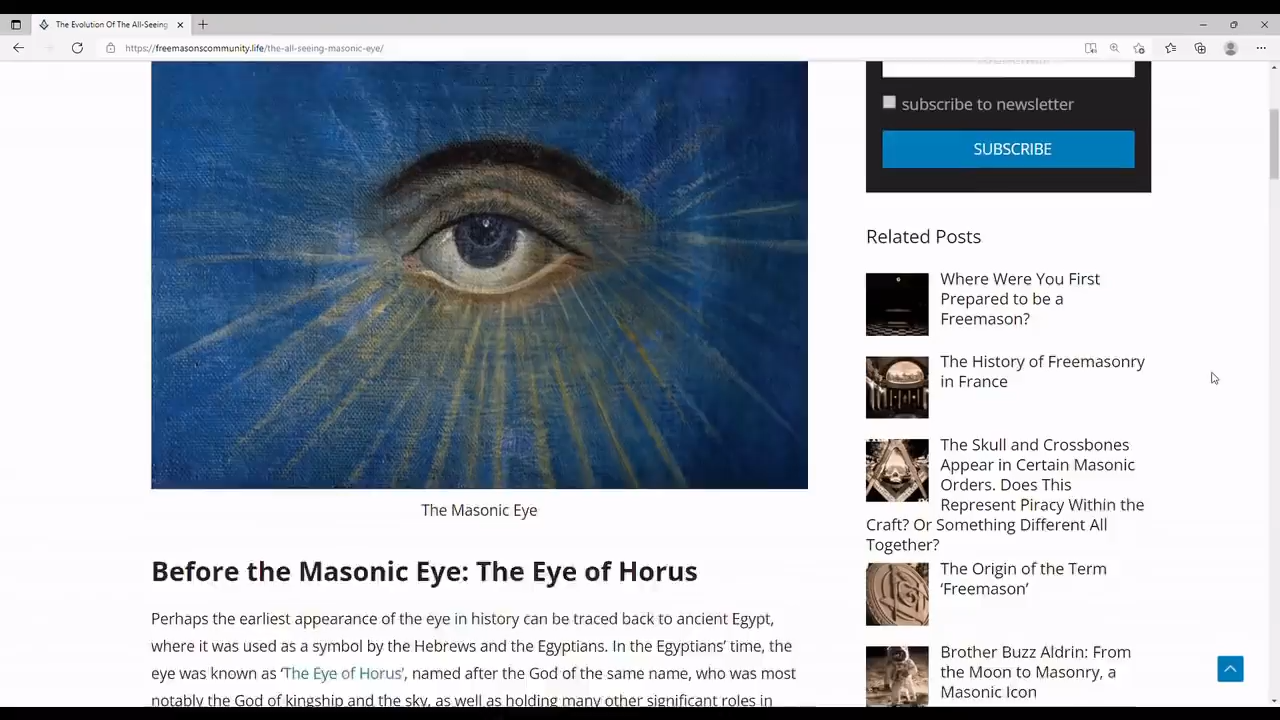 The Evolution Of The All-Seeing
https://freemasonscommunity.life/the-all-seeing-masonic-eye/
The Masonic Eye
Before the Masonic Eye: The Eye of Horus
Perhaps the earliest appearance of the eye in history can be traced back to ancient Egypt,
where it was used as a symbol by the Hebrews and the Egyptians. In the Egyptians’ time, the
eye was known as ‘The Eye of Horus’, named after the God of the same name, who was most
notably the God of kingship and the sky, as well as holding many other significant roles in
subscribe to newsletter
SUBSCRIBE
Related Posts
Where Were You First
Prepared to be a
Freemason?
The History of Freemasonry
in France
The Skull and Crossbones
Appear in Certain Masonic
Orders. Does This
Represent Piracy Within the
Craft? Or Something Different All
Together?
The Origin of the Term
‘Freemason’
Brother Buzz Aldrin: From
the Moon to Masonry, a
Masonic Icon